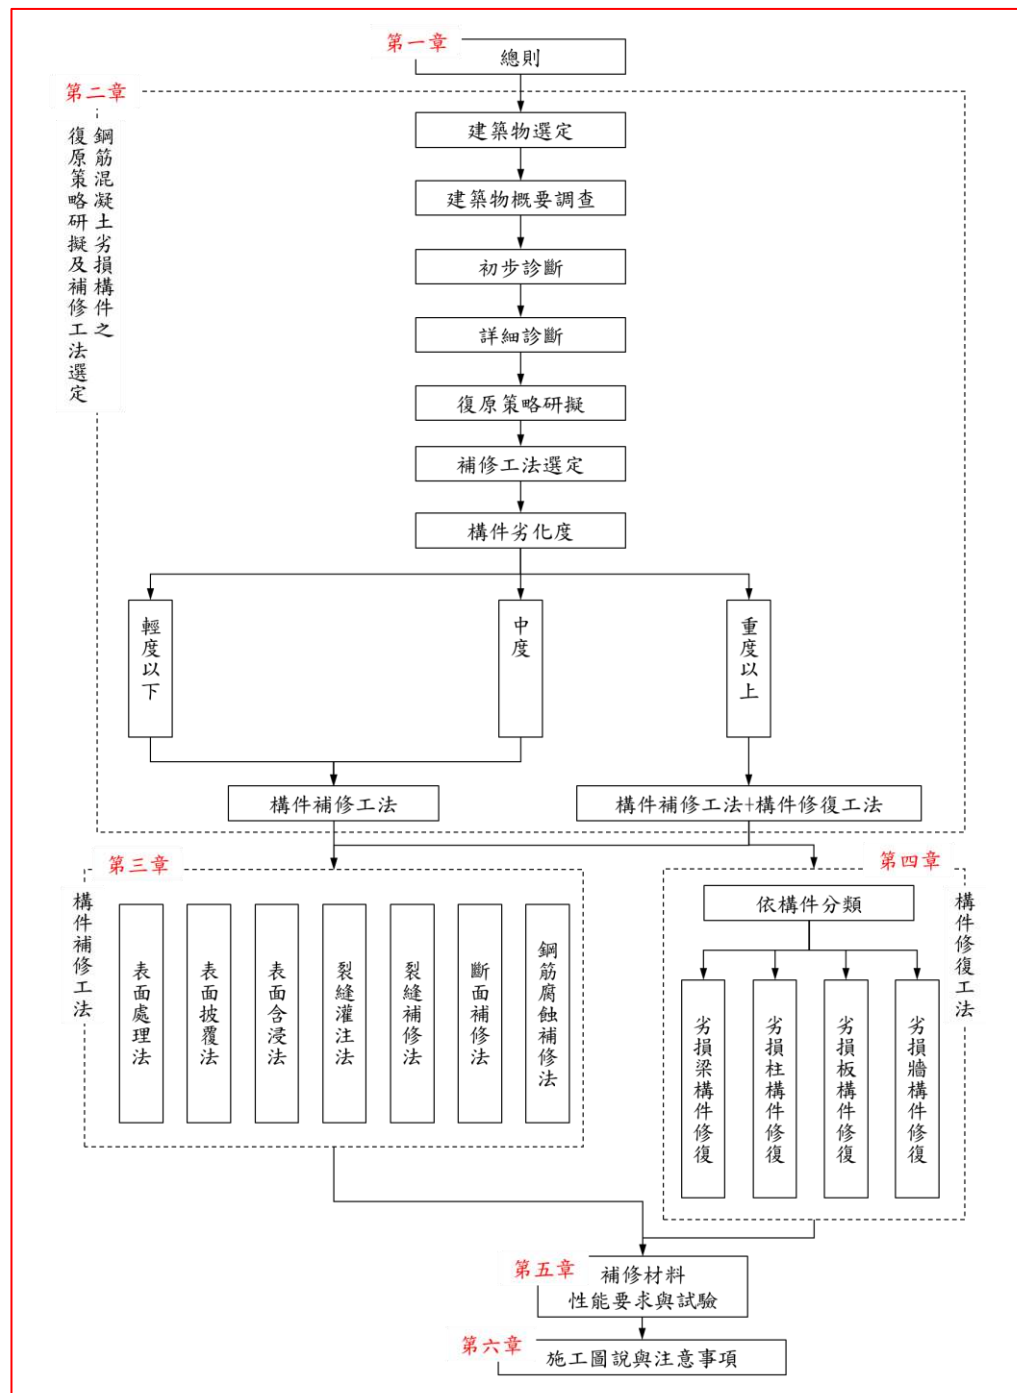 第一章
總則
第二章
鋼筋混凝土劣損構件之
復原策略研擬及補修工法選定
建築物選定
建築物概要調查
初步診斷
詳細診斷
復原策略研擬
補修工法選定
構件劣化度
輕度以下
中度
重度以上
構件補修工法
構件補修工法+構件修復工法
第三章
構件補修工法
表面處理法
表面披覆法
表面含浸法
裂縫灌注法
裂縫補修法
斷面補修法
鋼筋腐蝕補修法
第四章
構件修復工法
依構件分類
劣損梁構件修復
劣損柱構件修復
劣損板構件修復
劣損牆構件修復
第五章
補修材料
性能要求與試驗
第六章
施工圖說與注意事項